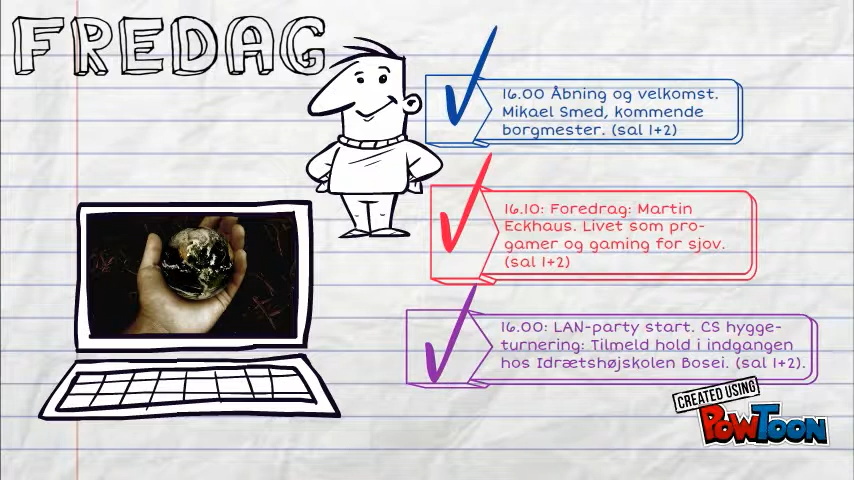 FREDAG
16.00 Åbning og velkomst.
Mikael Smed, kommende
borgmester. (sal 1+2)
16.10: Foredrag: Martin
Eckhaus. Livet som pro-
gamer og gaming for sjov.
(sal 1+2)
16.00: LAN-party start. CS hygge-
turnering: Tilmeld hold i indgangen
hos Idrætshøjskolen Bosei. (sal 1+2).
CREATED USING
POWTOON